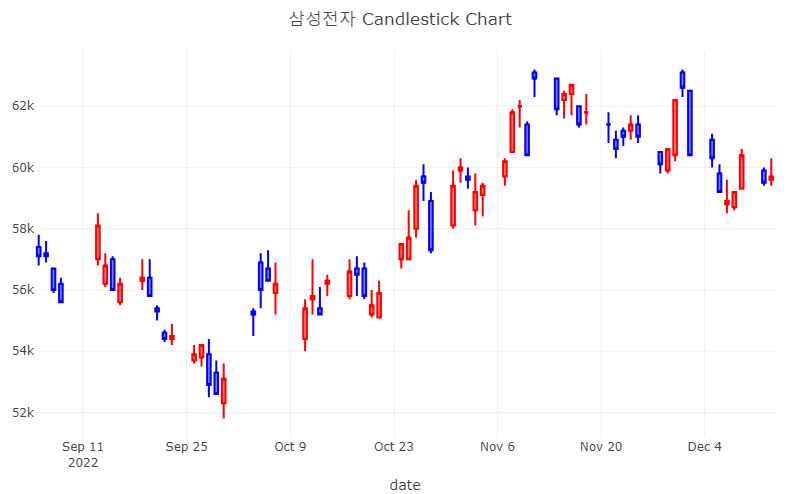 삼성전자 Candlestick Chart
62k
60k
58k
56k
54k
52k
Sep 11
2022
Sep 25
Oct 9
Oct 23
Nov 6
Nov 20
Dec 4
date